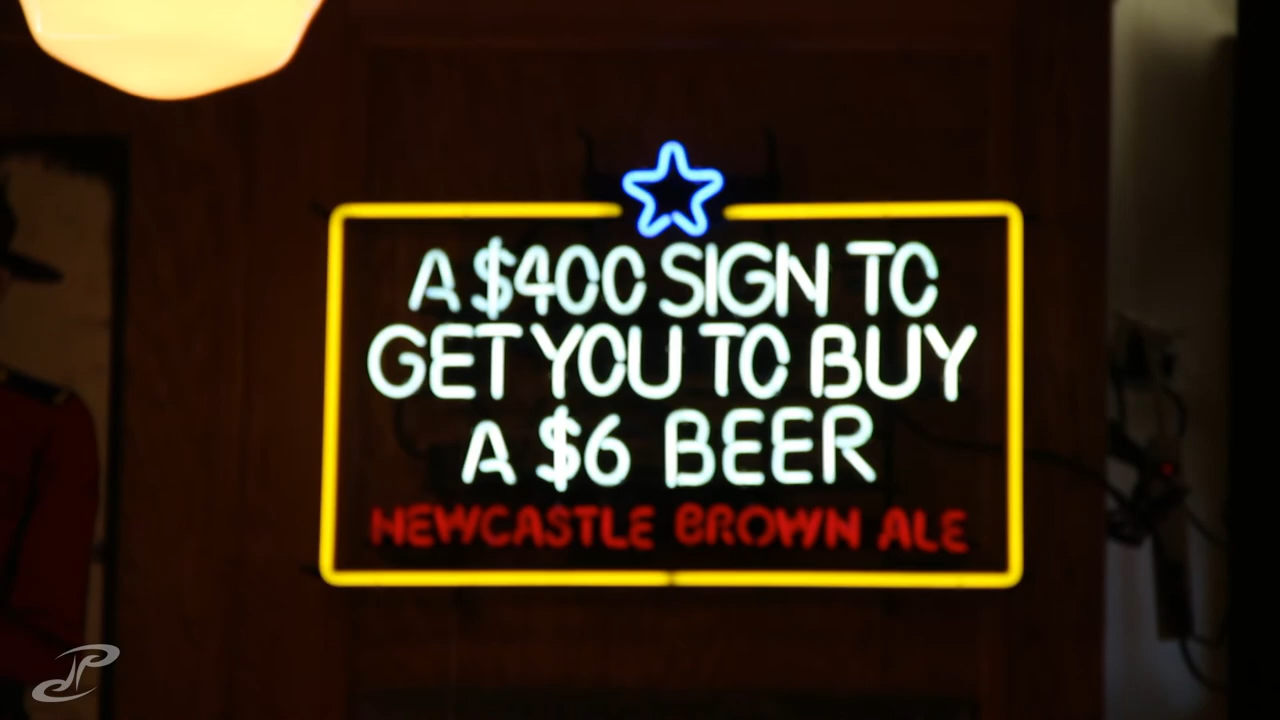 A $400 SIGN TO
GET YOU TO BUY
A $6 BEER
NEWCASTLE BROWN ALE